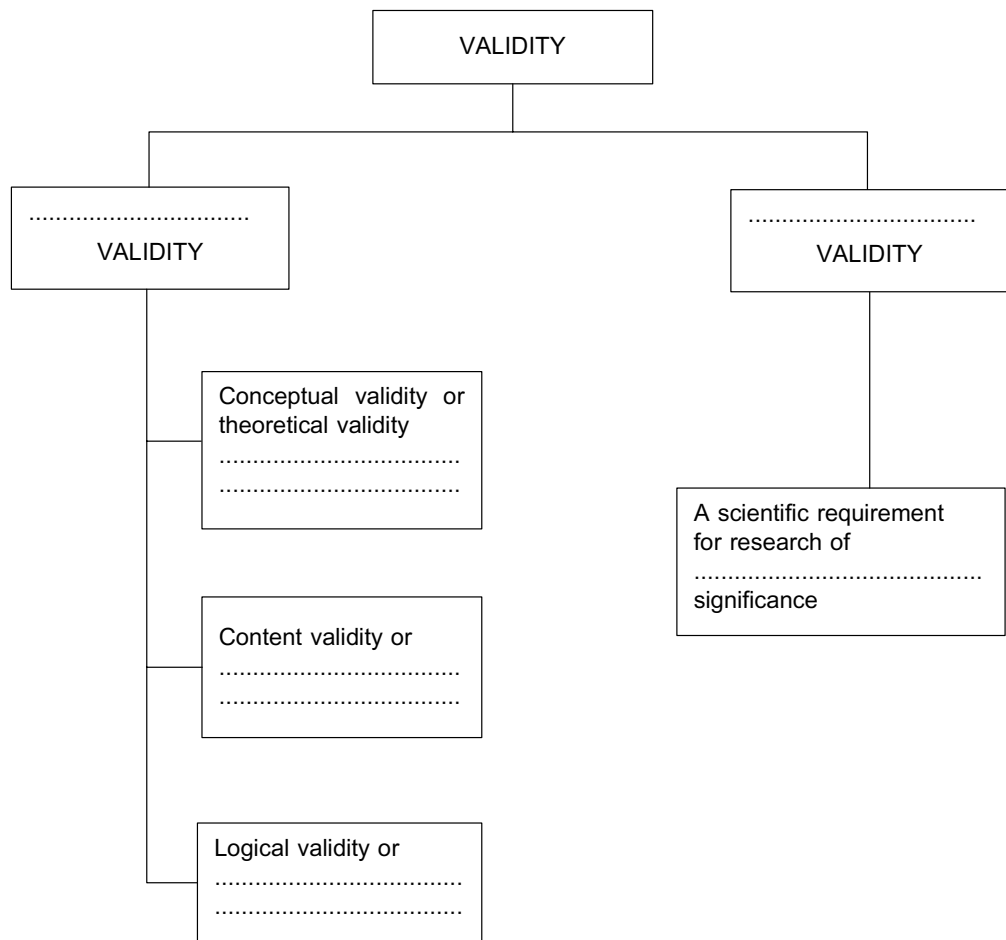 VALIDITY
.................................
VALIDITY
..................................
VALIDITY
Conceptual validity or
theoretical validity
....................................
....................................
Content validity or
....................................
....................................
Logical validity or
.....................................
.....................................
A scientific requirement
for research of
...........................................
significance